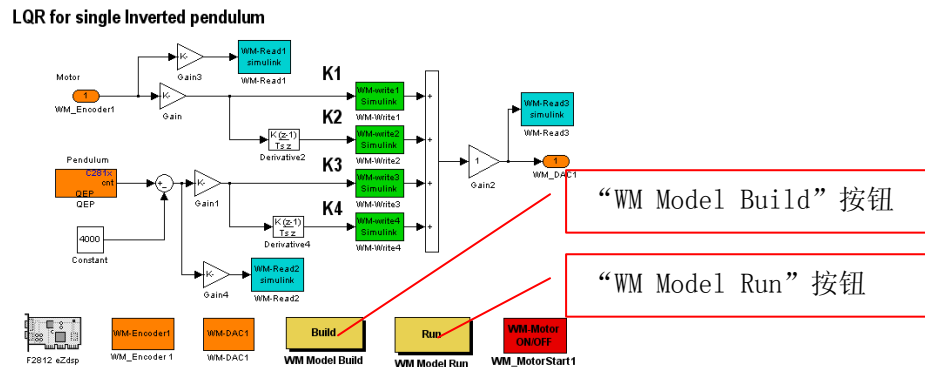 LQR for single Inverted pendulum
K-
Gain3
WM-Read1
simulink
WM-Read1
Motor
1
WM_Encoder1
K-
Gain
K1
WM-write1
Simulink
WM-Write1
+
K2
K (z-1)
Ts z
Derivative2
WM-write2
Simulink
WM-Write2
+
WM-Read3
simulink
WM-Read3
1
Gain2
1
WM_DAC1
Pendulum
C281x
cnt
QEP
QEP
+
-
K-
Gain1
K3
WM-write3
Simulink
WM-Write3
+
K4
K (z-1)
Ts z
Derivative4
WM-write4
Simulink
WM-Write4
+
4000
Constant
K-
Gain4
WM-Read2
simulink
WM-Read2
“WM Model Build”按钮
“WM Model Run”按钮
F2812 eZdsp
WM-Encoder1
WM_Encoder 1
WM-DAC1
WM-DAC1
Build
WM Model Build
Run
WM Model Run
WM-Motor
ON/OFF
WM_MotorStart1